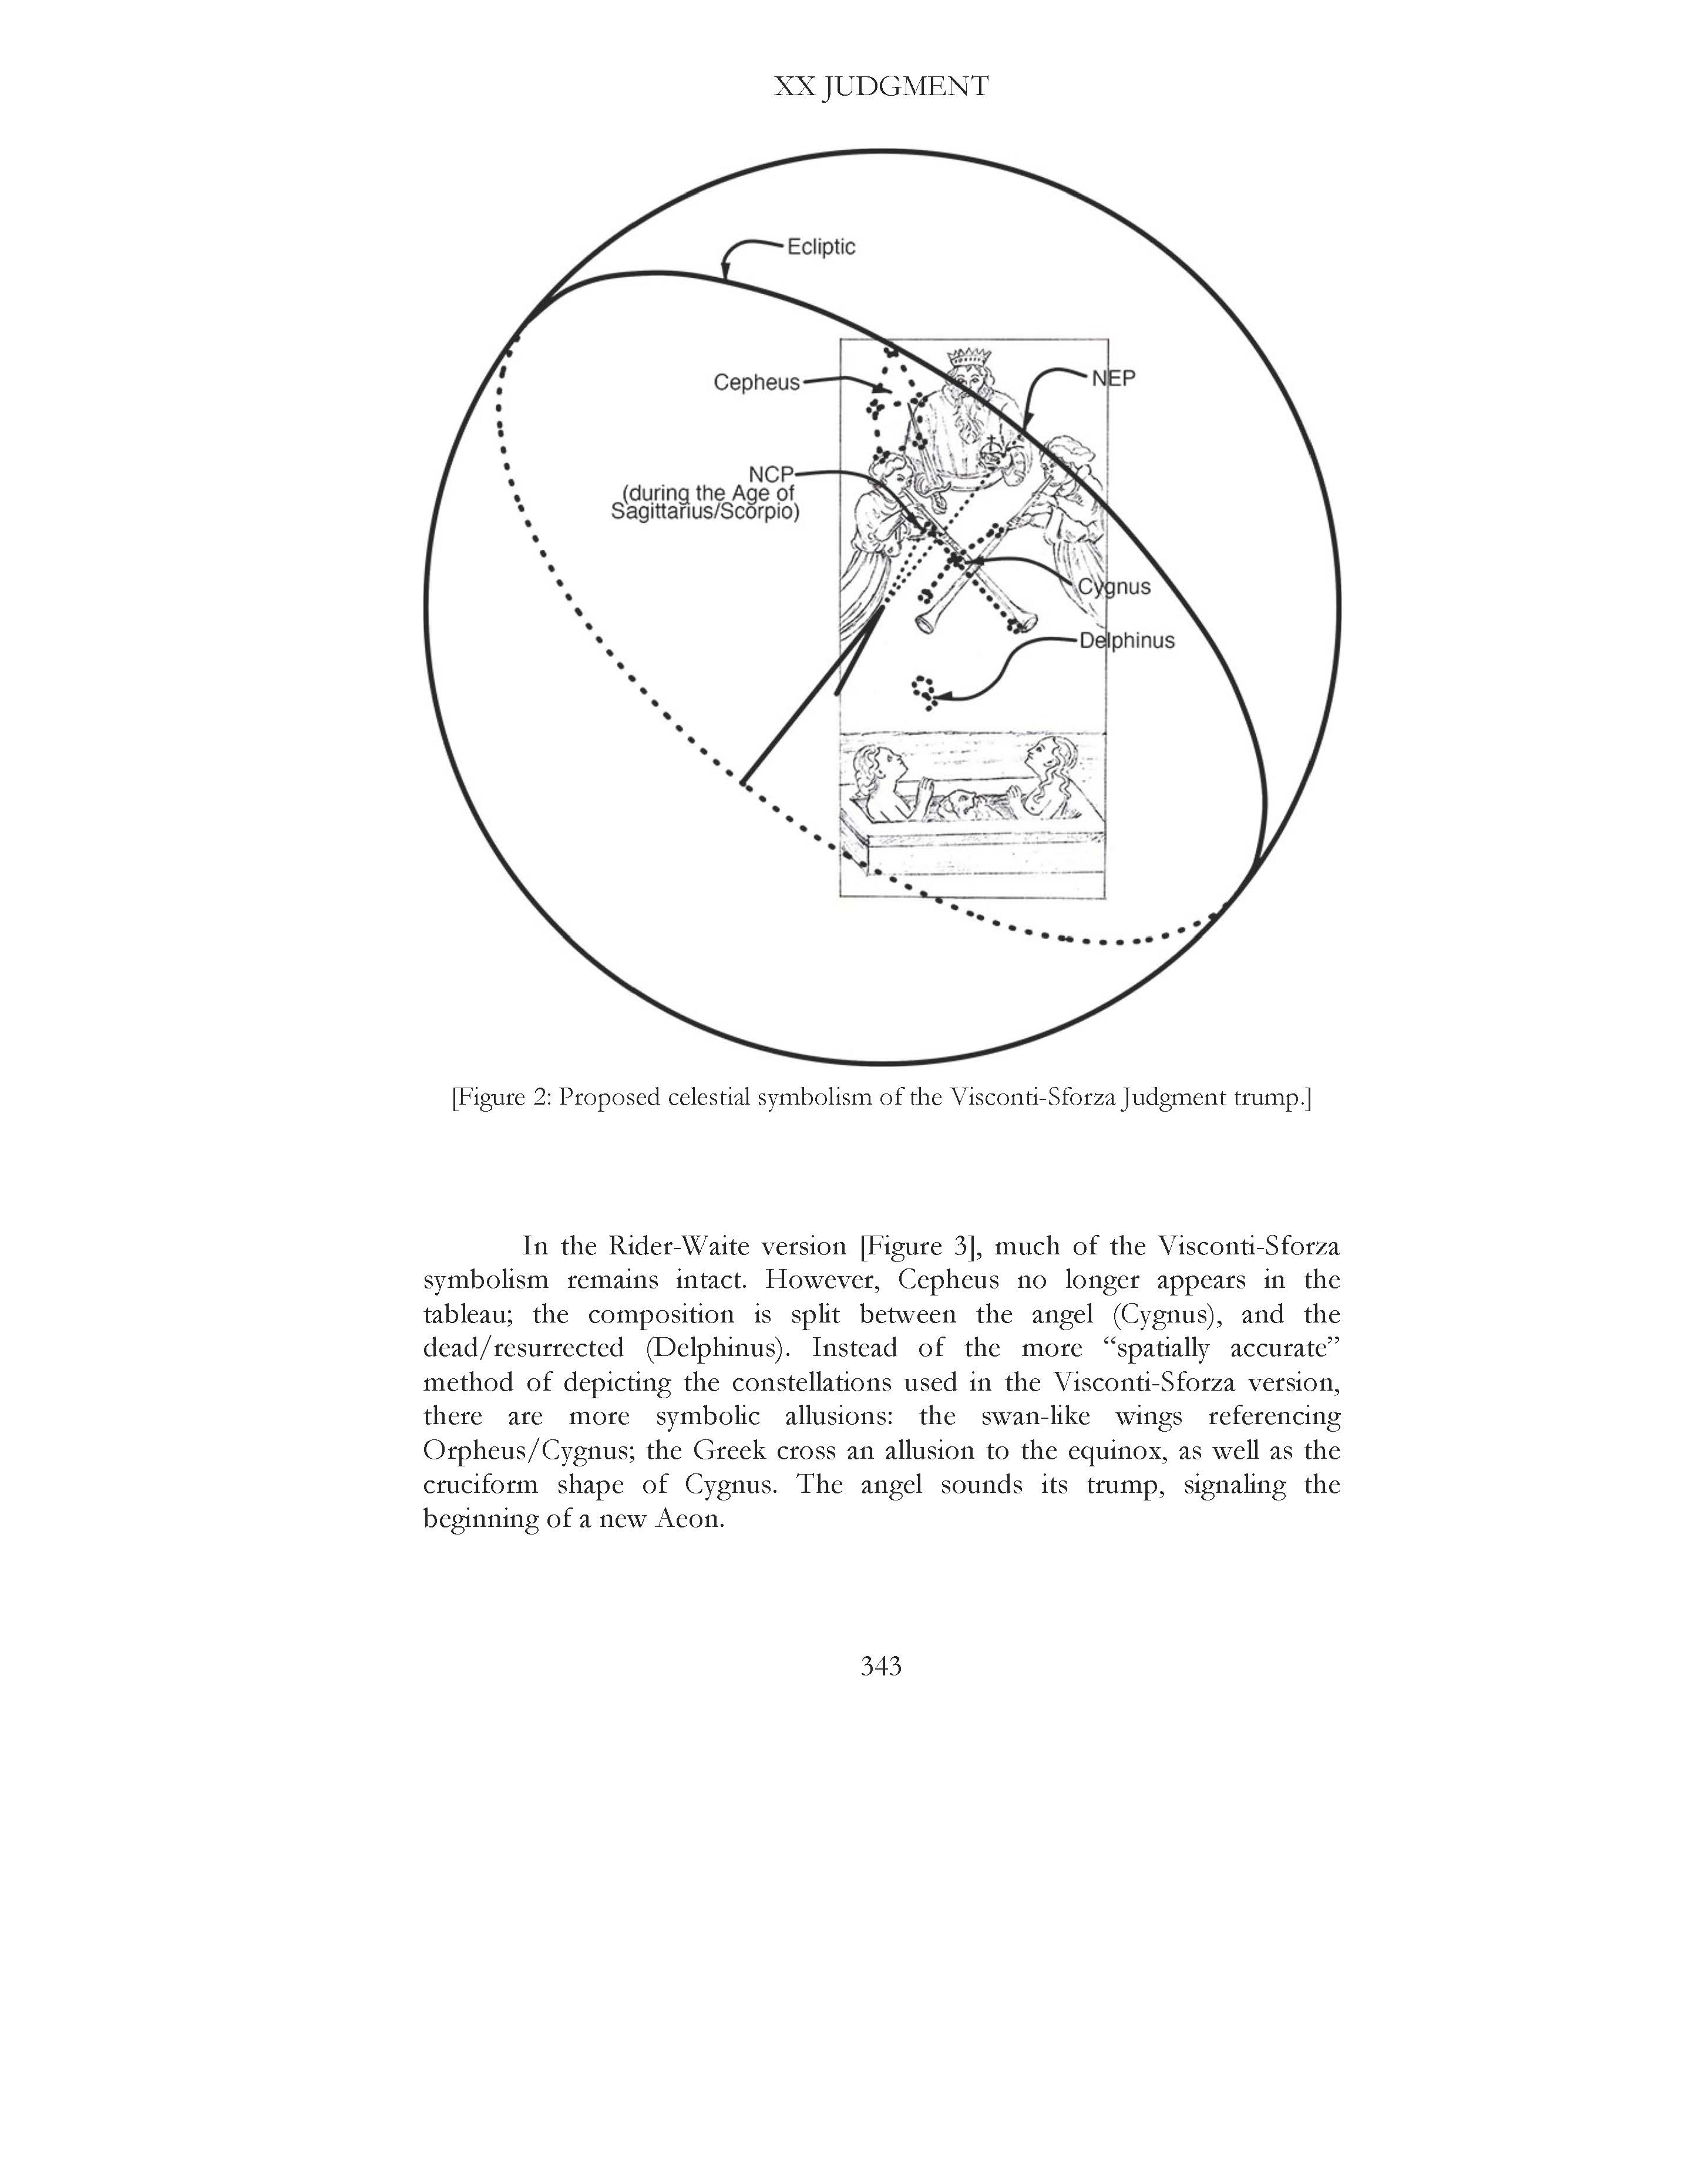 XX JUDGMENT
Ecliptic
Cepheus
NEP
NCP
(during the Age of
Sagittarius/Scorpio)
Cygnus
Delphinus
[Figure 2: Proposed celestial symbolism of the Visconti-Sforza Judgment trump.]
In the Rider-Waite version [Figure 3], much of the Visconti-Sforza
symbolism remains intact. However, Cepheus no longer appears in the
tableau; the composition is split between the angel (Cygnus), and the
dead/resurrected (Delphinus). Instead of the more “spatially accurate”
method of depicting the constellations used in the Visconti-Sforza version,
there are more symbolic allusions: the swan-like wings referencing
Orpheus/Cygnus; the Greek cross an allusion to the equinox, as well as the
cruciform shape of Cygnus. The angel sounds its trump, signaling the
beginning of a new Aeon.
343